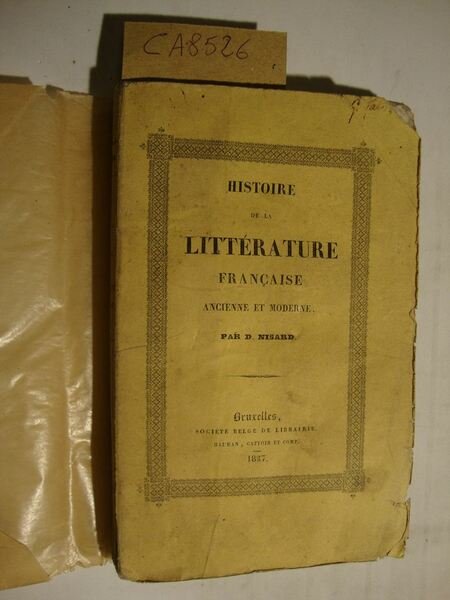 CA8526
HISTOIRE
DE LA
LITTÉRATURE
FRANÇAISE
ANCIENNE ET MODERNE,
PAR D. NISARD.
Bruxelles,
SOCIÉTÉ BELGE DE LIBRAIRIE.
HAUMAN, CATTOIR ET COMP.
1837.